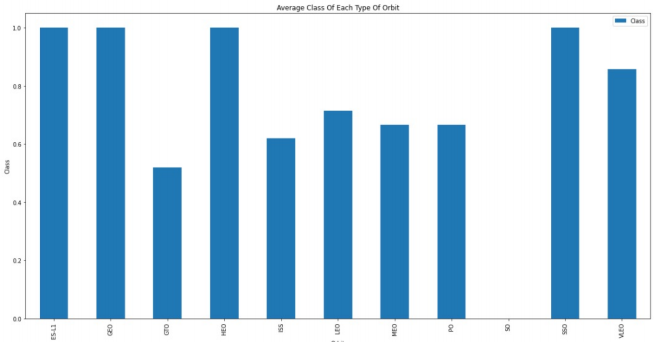 Average Class Of Each Type Of Orbit
Class
Class
1.0
0.8
0.6
0.4
0.2
0.0
ES-L1
GEO
GTO
HEO
ISS
LEO
MEO
PO
SO
SSO
VLEO